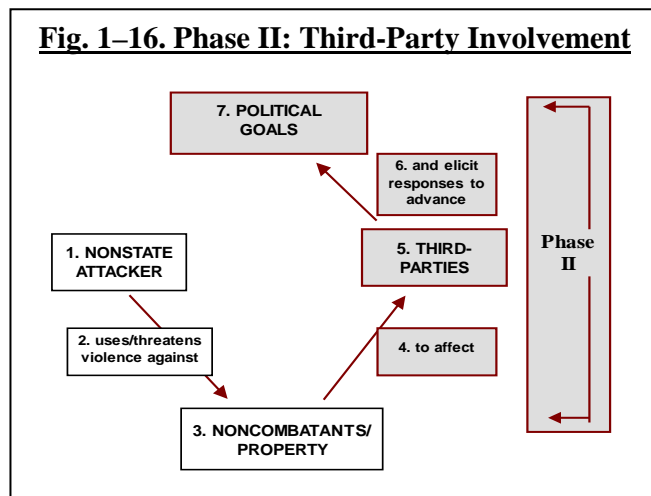 Fig. 1–16. Phase II: Third-Party Involvement
7. POLITICAL
GOALS
6. and elicit
responses to
advance
1. NONSTATE
ATTACKER
5. THIRD-
PARTIES
Phase
II
2. uses/threatens
violence against
4. to affect
3. NONCOMBATANTS/
PROPERTY